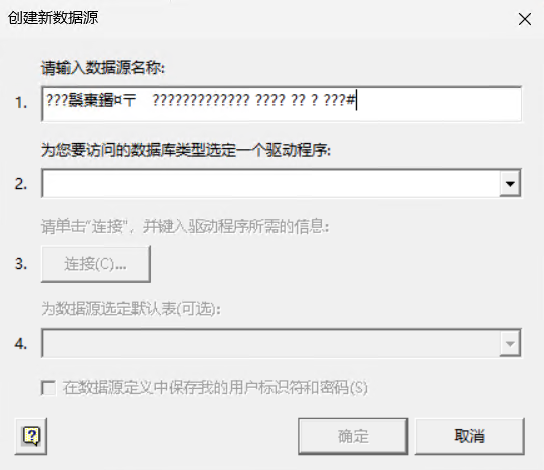 创建新数据源
请输入数据源名称:
1. ???鬃東鎺¤〒　????????????? ???? ?? ? ???#
为您要访问的数据库类型选定一个驱动程序:
2.
请单击"连接"，并键入驱动程序所需的信息:
3. 连接(C)...
为数据源选定默认表(可选):
4.
在数据源定义中保存我的用户标识符和密码(S)
确定 取消